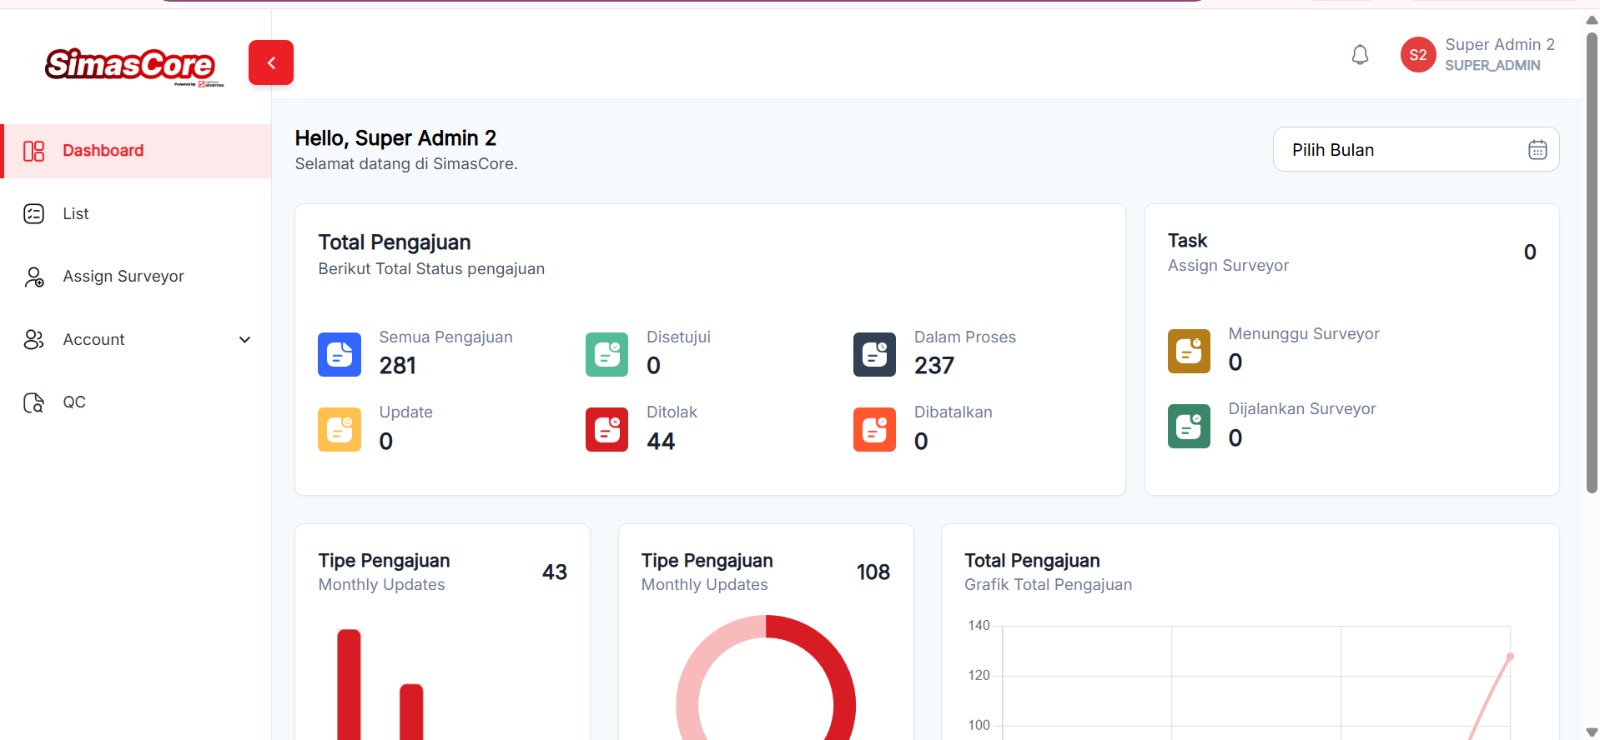 SimasCore
Powered by
sinarmas
S2
Super Admin 2
SUPER_ADMIN
Dashboard
List
Assign Surveyor
Account
QC
Hello, Super Admin 2
Selamat datang di SimasCore.
Pilih Bulan
Total Pengajuan
Berikut Total Status pengajuan
Semua Pengajuan
281
Disetujui
0
Dalam Proses
237
Update
0
Ditolak
44
Dibatalkan
0
Task
Assign Surveyor
0
Menunggu Surveyor
0
Dijalankan Surveyor
0
Tipe Pengajuan
Monthly Updates
43
Tipe Pengajuan
Monthly Updates
108
Total Pengajuan
Grafik Total Pengajuan
140
120
100